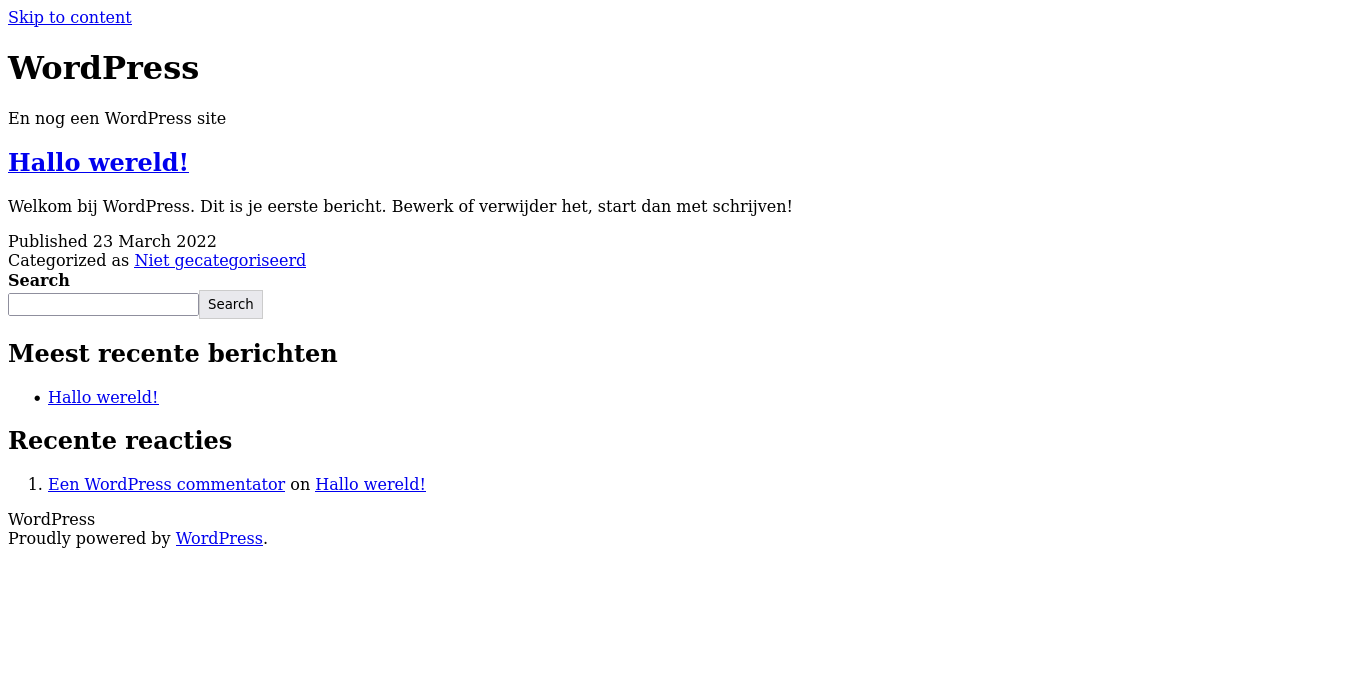 Skip to content
WordPress
En nog een WordPress site
Hallo wereld!
Welkom bij WordPress. Dit is je eerste bericht. Bewerk of verwijder het, start dan met schrijven!
Published 23 March 2022
Categorized as Niet gecategoriseerd
Search
Search
Meest recente berichten
• Hallo wereld!
Recente reacties
1. Een WordPress commentator on Hallo wereld!
WordPress
Proudly powered by WordPress.